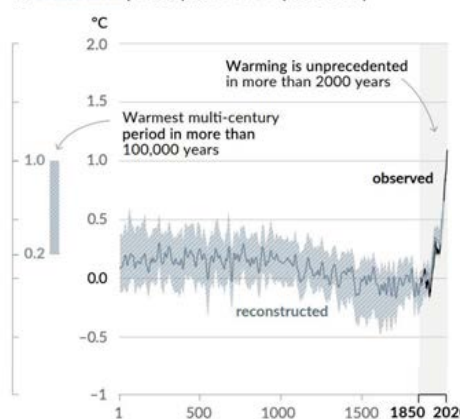 °C
2.0
Warming is unprecedented
in more than 2000 years
1.5
Warmest multi-century
period in more than
100,000 years
1.0
1.0
observed
0.5
0.2
0.0
reconstructed
−0.5
−1
1
500
1000
1500
1850
202